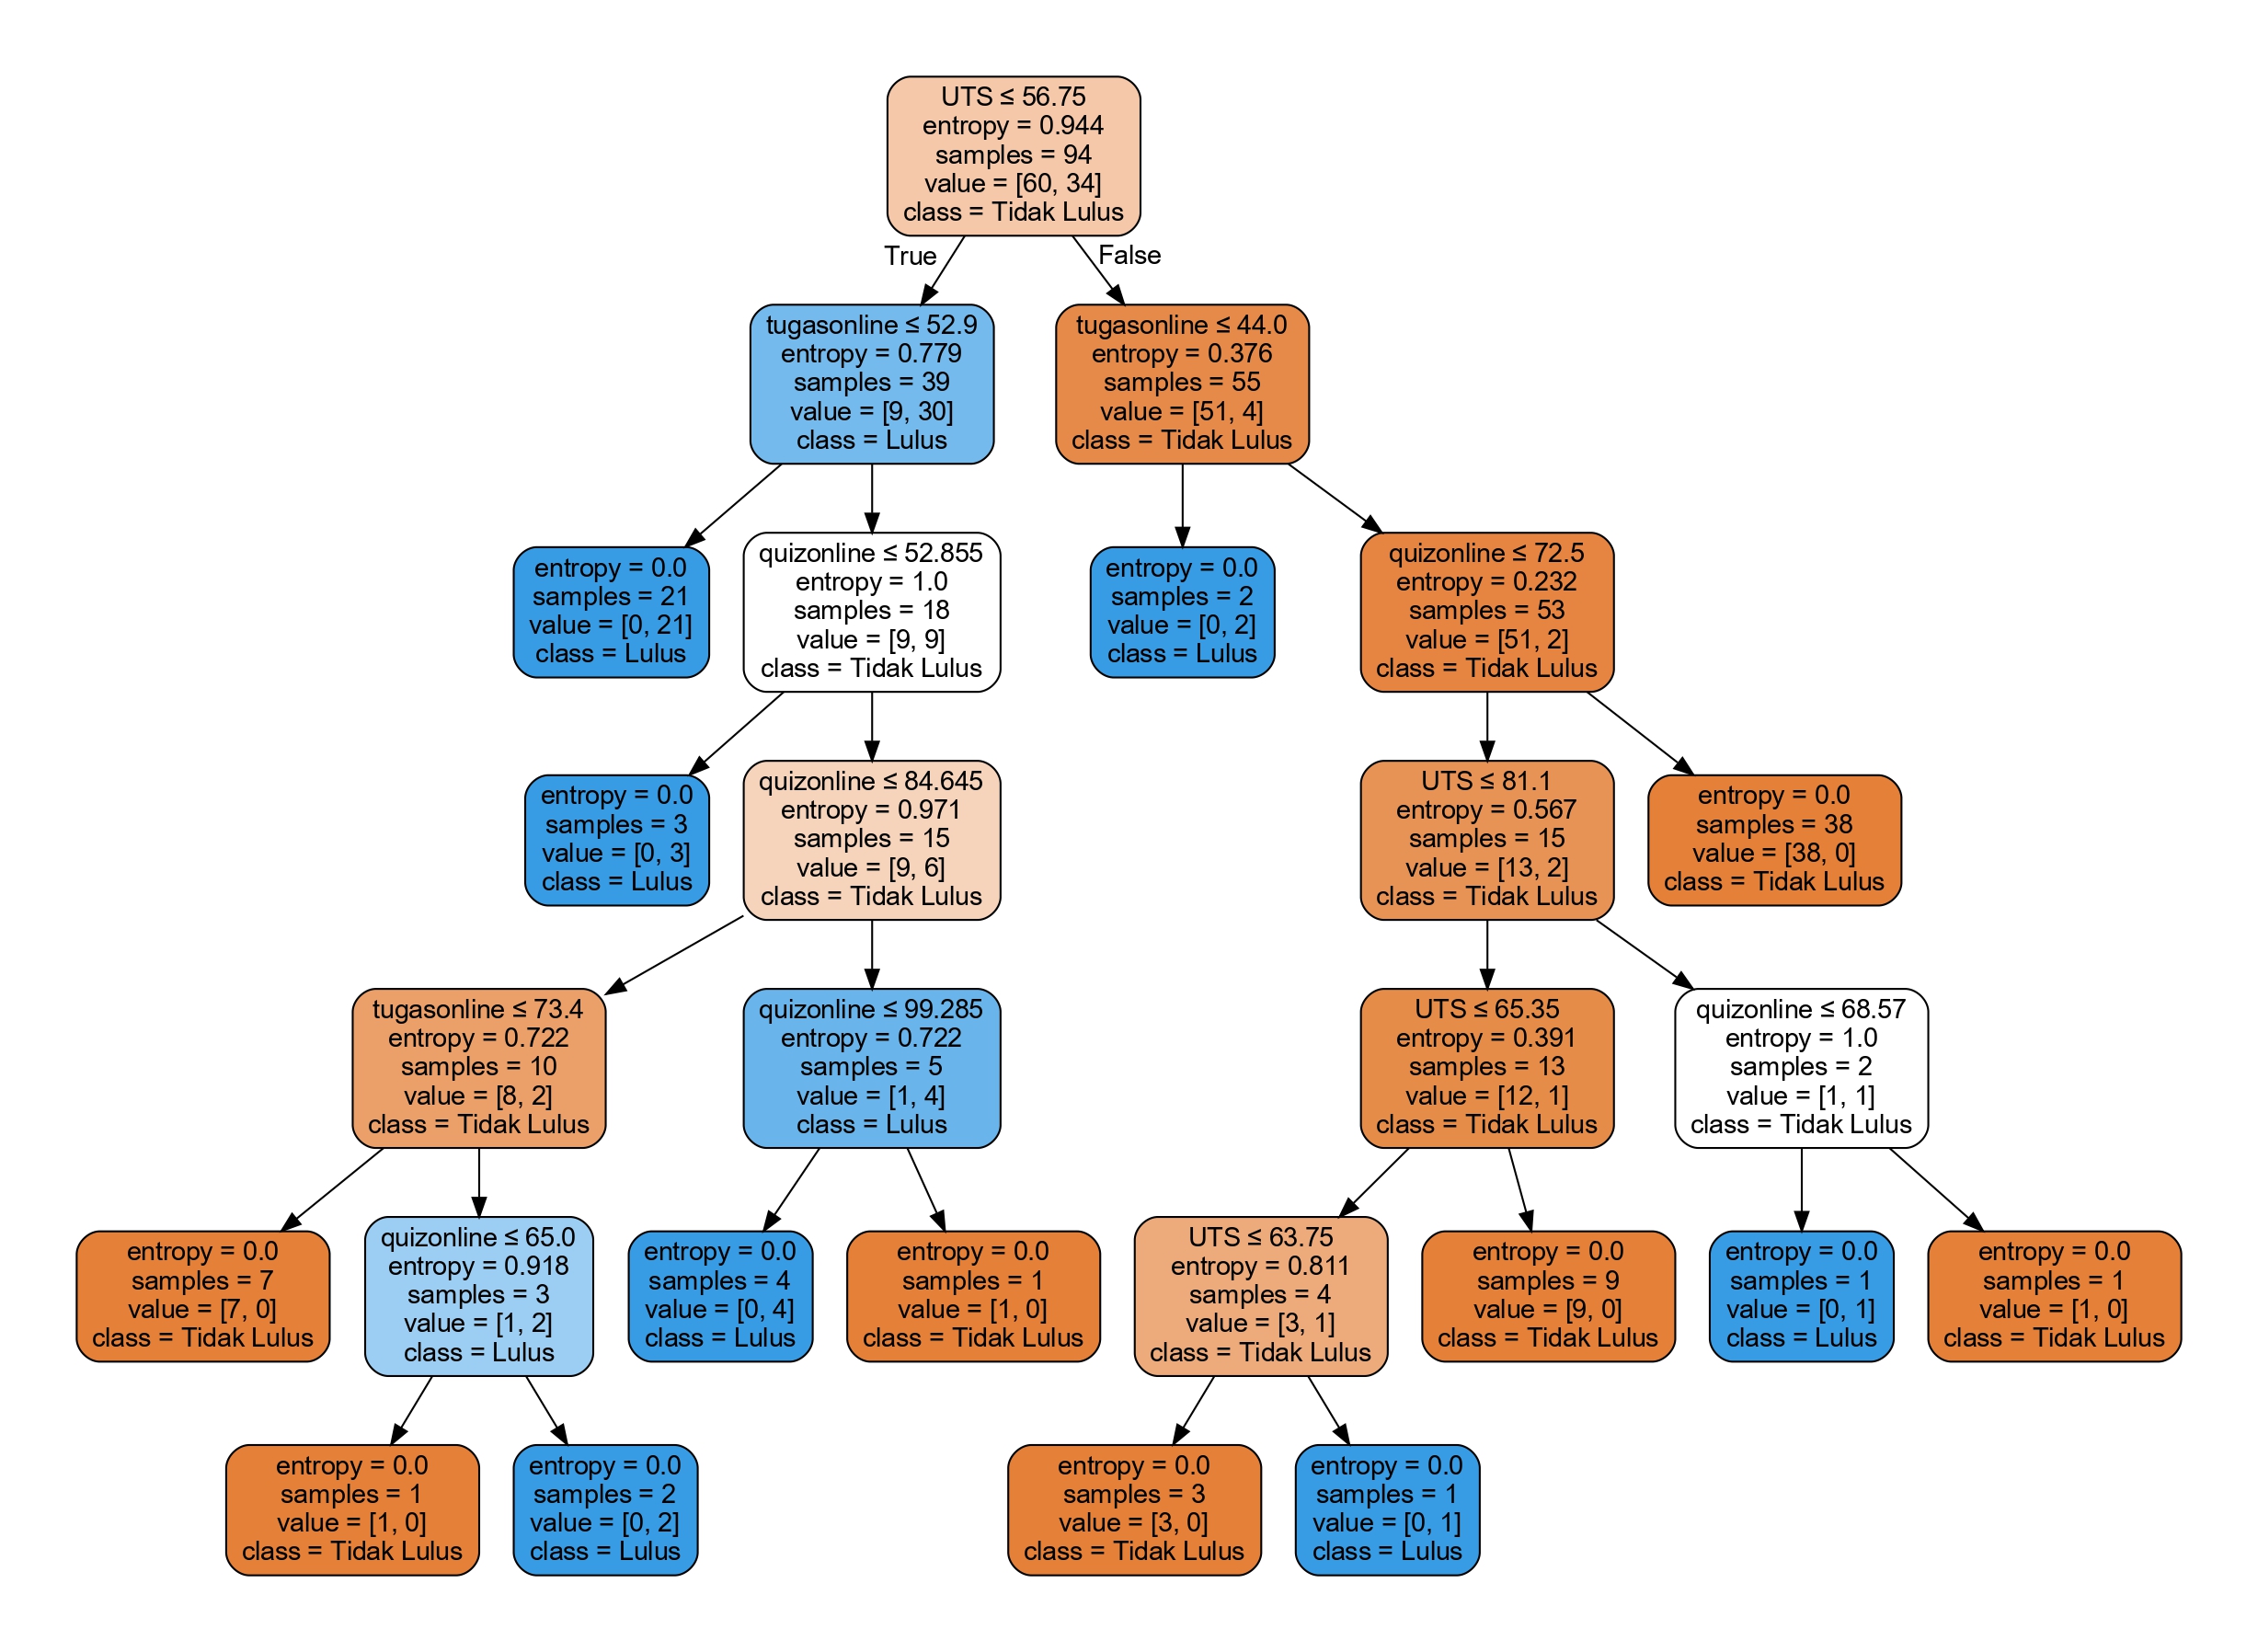 UTS ≤ 56.75
entropy = 0.944
samples = 94
value = [60, 34]
class = Tidak Lulus
True
False
tugasonline ≤ 52.9
entropy = 0.779
samples = 39
value = [9, 30]
class = Lulus
tugasonline ≤ 44.0
entropy = 0.376
samples = 55
value = [51, 4]
class = Tidak Lulus
entropy = 0.0
samples = 21
value = [0, 21]
class = Lulus
quizonline ≤ 52.855
entropy = 1.0
samples = 18
value = [9, 9]
class = Tidak Lulus
entropy = 0.0
samples = 2
value = [0, 2]
class = Lulus
quizonline ≤ 72.5
entropy = 0.232
samples = 53
value = [51, 2]
class = Tidak Lulus
entropy = 0.0
samples = 3
value = [0, 3]
class = Lulus
quizonline ≤ 84.645
entropy = 0.971
samples = 15
value = [9, 6]
class = Tidak Lulus
UTS ≤ 81.1
entropy = 0.567
samples = 15
value = [13, 2]
class = Tidak Lulus
entropy = 0.0
samples = 38
value = [38, 0]
class = Tidak Lulus
tugasonline ≤ 73.4
entropy = 0.722
samples = 10
value = [8, 2]
class = Tidak Lulus
quizonline ≤ 99.285
entropy = 0.722
samples = 5
value = [1, 4]
class = Lulus
UTS ≤ 65.35
entropy = 0.391
samples = 13
value = [12, 1]
class = Tidak Lulus
quizonline ≤ 68.57
entropy = 1.0
samples = 2
value = [1, 1]
class = Tidak Lulus
entropy = 0.0
samples = 7
value = [7, 0]
class = Tidak Lulus
quizonline ≤ 65.0
entropy = 0.918
samples = 3
value = [1, 2]
class = Lulus
entropy = 0.0
samples = 4
value = [0, 4]
class = Lulus
entropy = 0.0
samples = 1
value = [1, 0]
class = Tidak Lulus
UTS ≤ 63.75
entropy = 0.811
samples = 4
value = [3, 1]
class = Tidak Lulus
entropy = 0.0
samples = 9
value = [9, 0]
class = Tidak Lulus
entropy = 0.0
samples = 1
value = [0, 1]
class = Lulus
entropy = 0.0
samples = 1
value = [1, 0]
class = Tidak Lulus
entropy = 0.0
samples = 1
value = [1, 0]
class = Tidak Lulus
entropy = 0.0
samples = 2
value = [0, 2]
class = Lulus
entropy = 0.0
samples = 3
value = [3, 0]
class = Tidak Lulus
entropy = 0.0
samples = 1
value = [0, 1]
class = Lulus